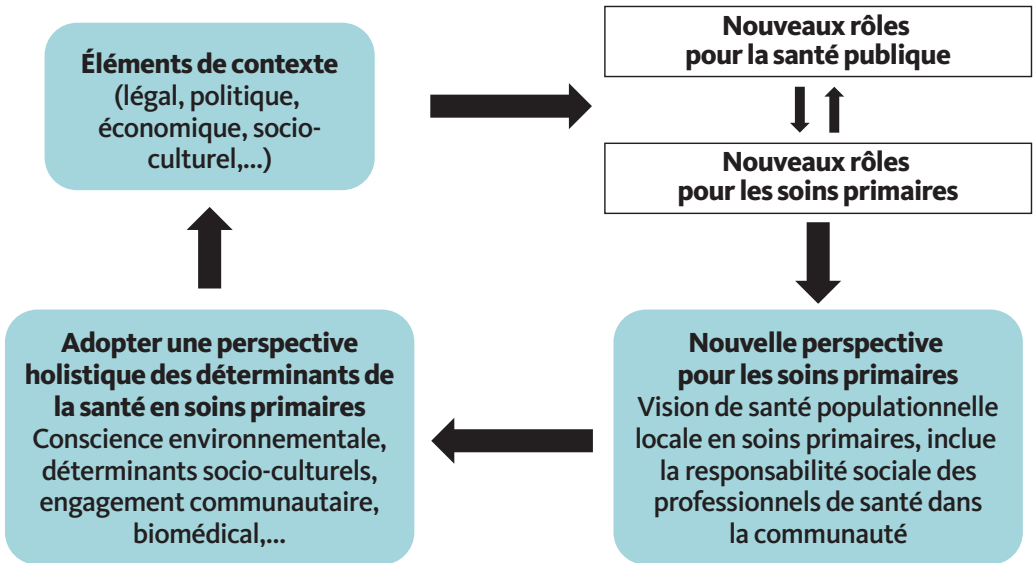 Éléments de contexte
(légal, politique,
économique, socio-
culturel,...)
Nouveaux rôles
pour la santé publique
Nouveaux rôles
pour les soins primaires
Nouvelle perspective
pour les soins primaires
Vision de santé populationnelle
locale en soins primaires, inclue
la responsabilité sociale des
professionnels de santé dans
la communauté
Adopter une perspective
holistique des déterminants de
la santé en soins primaires
Conscience environnementale,
déterminants socio-culturels,
engagement communautaire,
biomédical,...